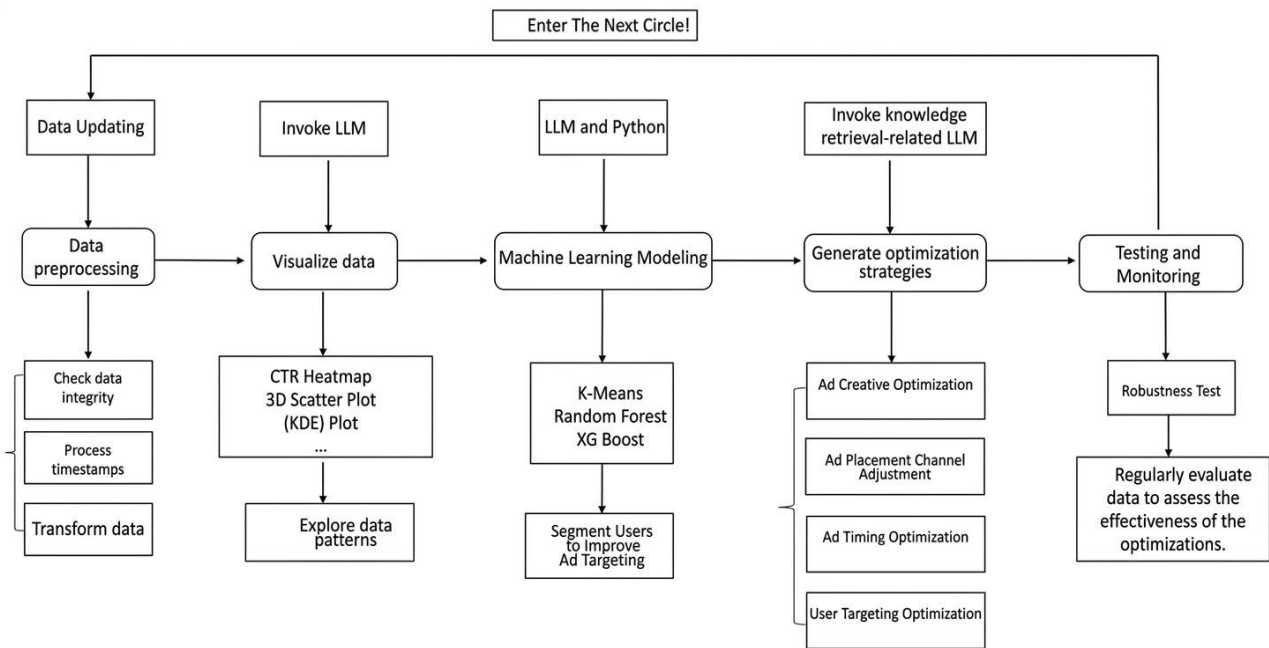 Enter The Next Circle!
Data Updating
Invoke LLM
LLM and Python
Invoke knowledge
retrieval-related LLM
Data
preprocessing
Visualize data
Machine Learning Modeling
Generate optimization
strategies
Testing and
Monitoring
Check data
integrity
Process
timestamps
Transform data
CTR Heatmap
3D Scatter Plot
(KDE) Plot
...
Explore data
patterns
K-Means
Random Forest
XG Boost
Segment Users
to Improve
Ad Targeting
Ad Creative Optimization
Ad Placement Channel
Adjustment
Ad Timing Optimization
User Targeting Optimization
Robustness Test
Regularly evaluate
data to assess the
effectiveness of the
optimizations.